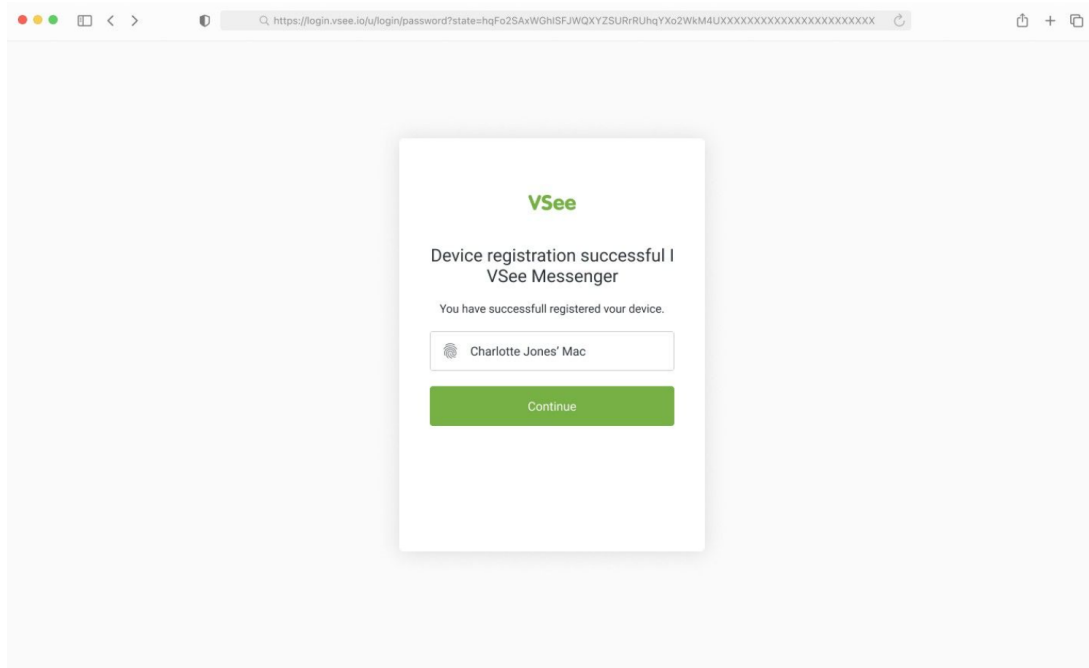 https://login.vsee.io/u/login/password?state=hqFo2SAxWGhISFJWQXYZSURrRUhqYXo2WkM4UXXXXXXXXXXXXXXXXXXXXXXX
VSee
Device registration successful I
VSee Messenger
You have successfull registered vour device.
Charlotte Jones' Mac
Continue